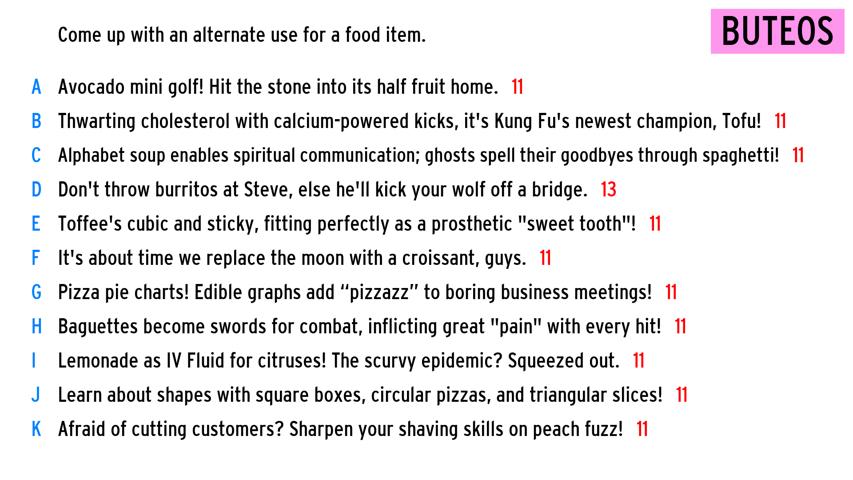 Come up with an alternate use for a food item.
BUTEOS
A Avocado mini golf! Hit the stone into its half fruit home. 11
B Thwarting cholesterol with calcium-powered kicks, it's Kung Fu's newest champion, Tofu! 11
C Alphabet soup enables spiritual communication; ghosts spell their goodbyes through spaghetti! 11
D Don't throw burritos at Steve, else he'll kick your wolf off a bridge. 13
E Toffee's cubic and sticky, fitting perfectly as a prosthetic "sweet tooth"! 11
F It's about time we replace the moon with a croissant, guys. 11
G Pizza pie charts! Edible graphs add “pizzazz” to boring business meetings! 11
H Baguettes become swords for combat, inflicting great "pain" with every hit! 11
I Lemonade as IV Fluid for citruses! The scurvy epidemic? Squeezed out. 11
J Learn about shapes with square boxes, circular pizzas, and triangular slices! 11
K Afraid of cutting customers? Sharpen your shaving skills on peach fuzz! 11